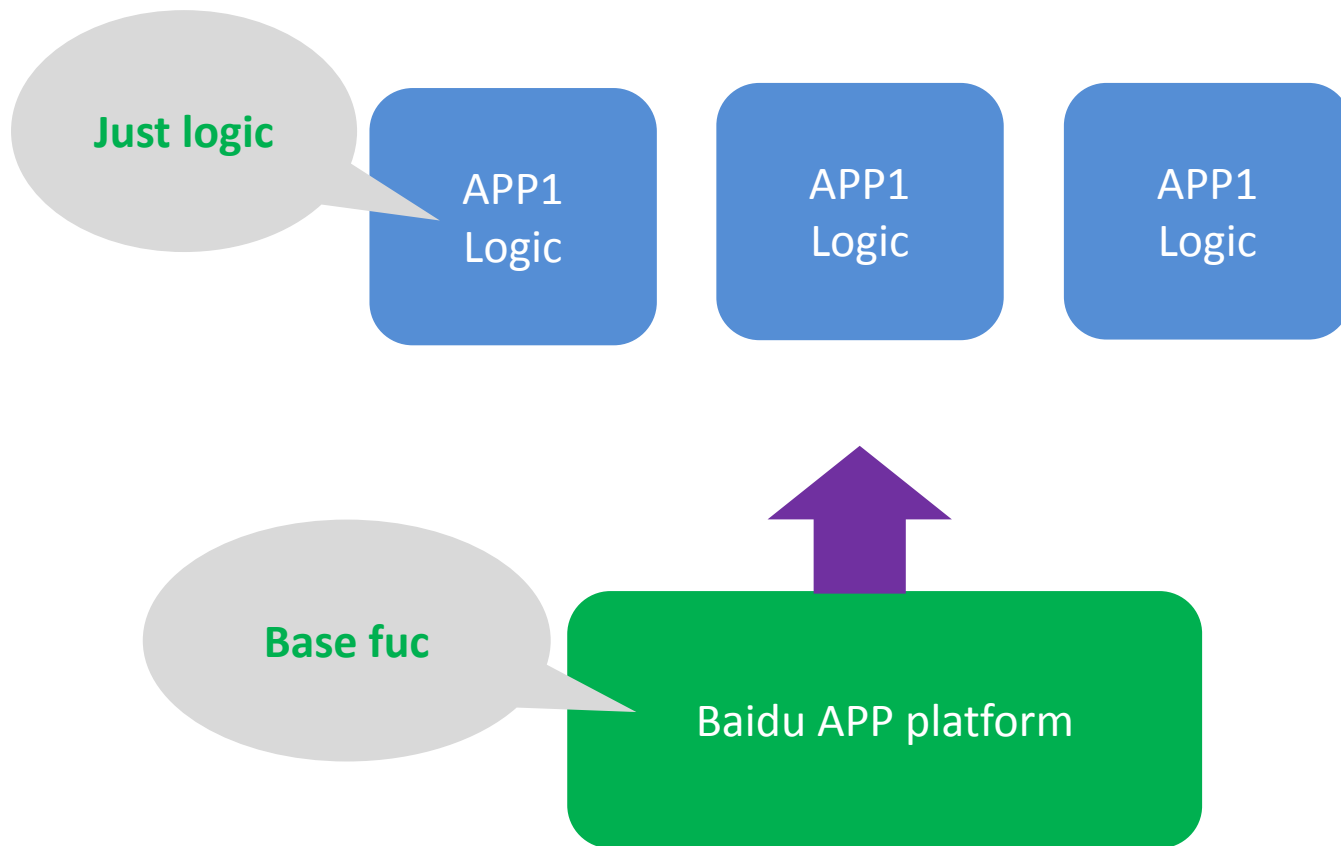 Just logic
APP1
Logic
APP1
Logic
APP1
Logic
Base fuc
Baidu APP platform